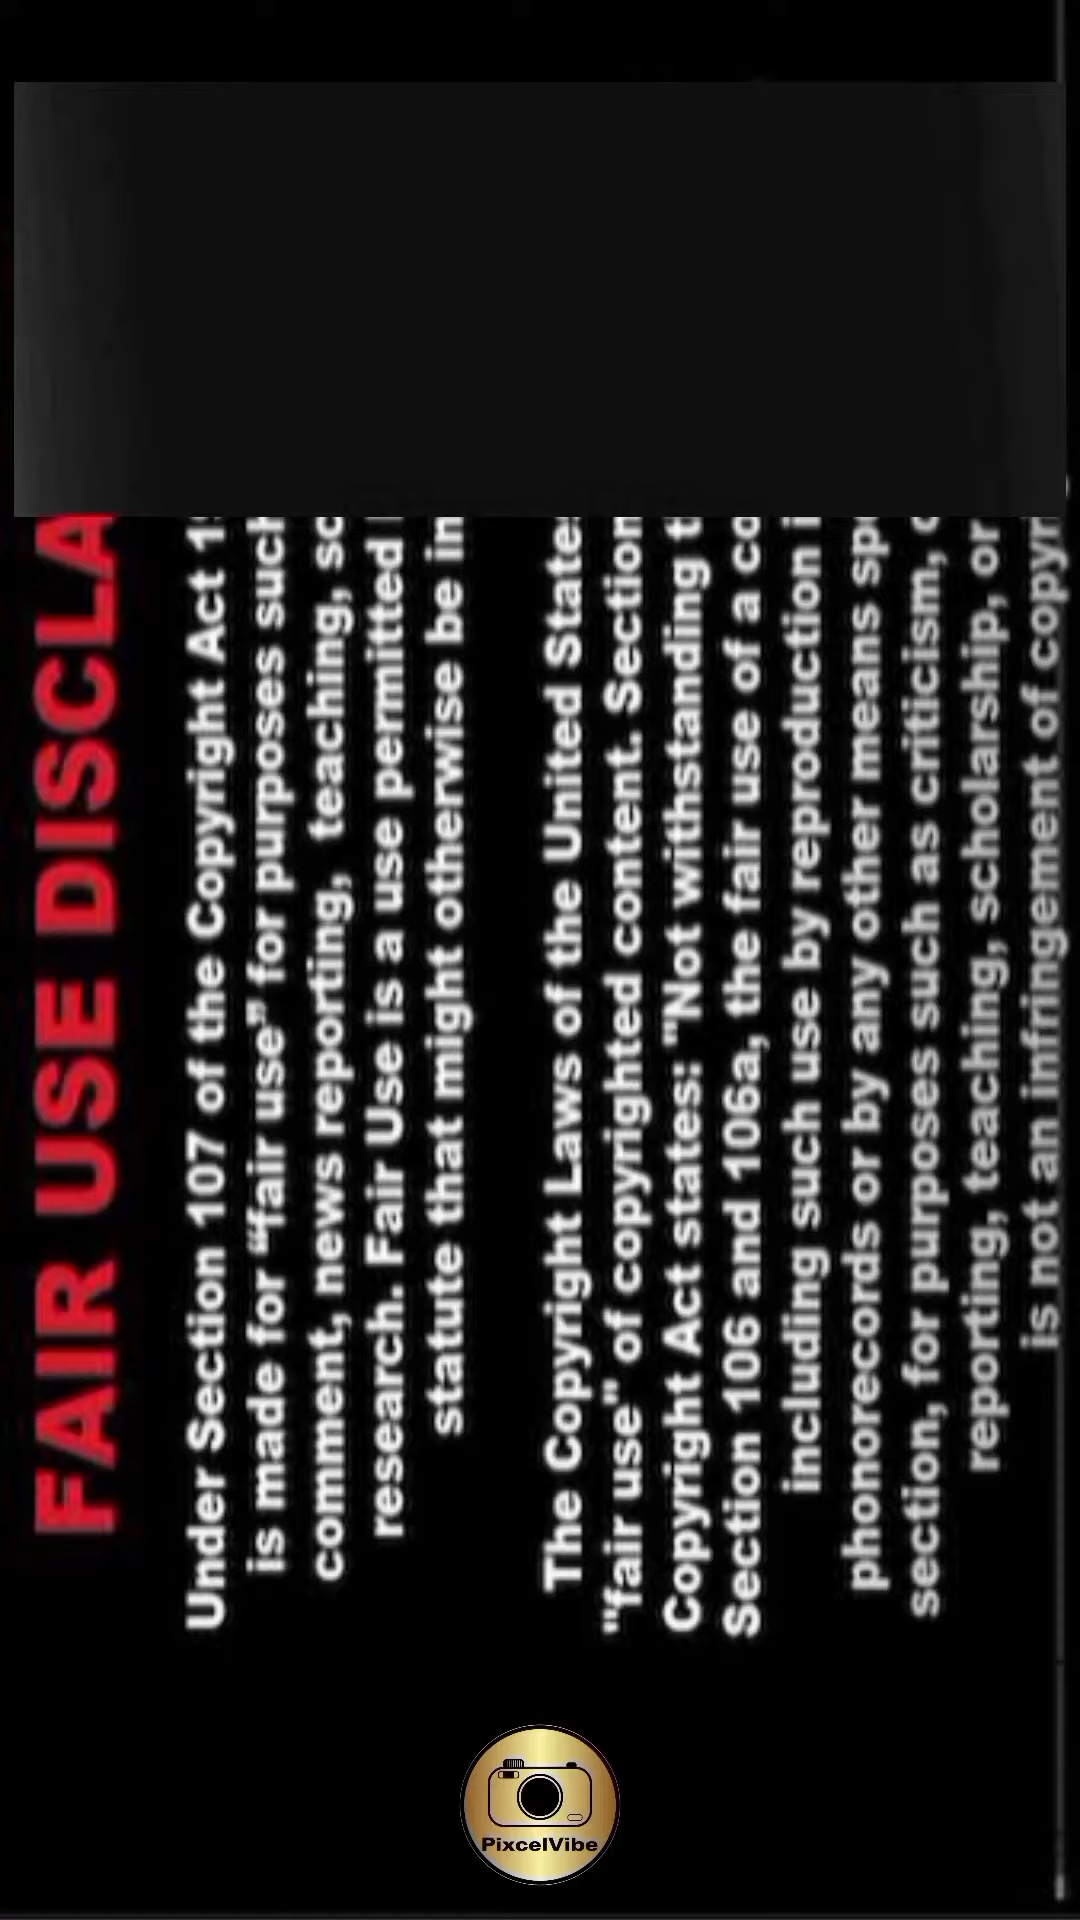 FAIR USE DISCLA
Under Section 107 of the Copyright Act 1
is made for “fair use” for purposes such
comment, news reporting, teaching, sc
research. Fair Use is a use permitted
statute that might otherwise be in
The Copyright Laws of the United State
"fair use" of copyrighted content. Section
Copyright Act states: "Not withstanding t
Section 106 and 106a, the fair use of a co
including such use by reproduction i
phonorecords or by any other means spe
section, for purposes such as criticism, c
reporting, teaching, scholarship, or
is not an infringement of copyr
PixcelVibe